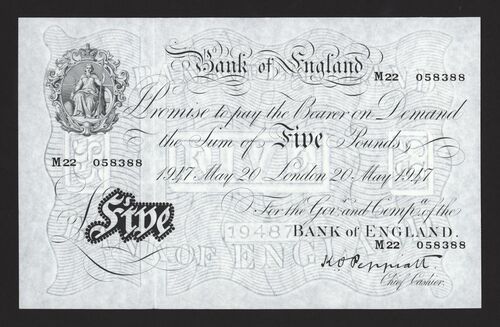 Bank of England
M22 058388
I Promise to pay the Bearer on Demand
the Sum of Five Pounds
M22 058388
1947 May 20 London 20 May 1947
For the Govr. and Compa. of the
Five
BANK of ENGLAND.
M22 058388
K O Peppiatt
Chief Cashier.